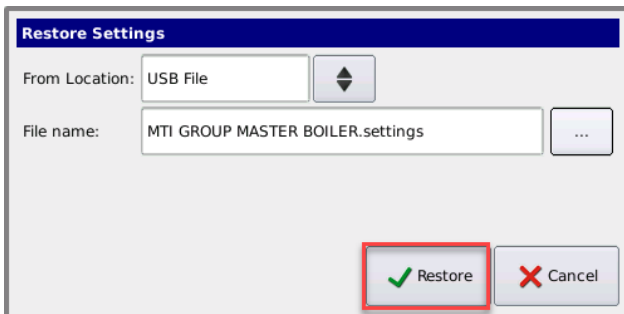 Restore Settings
From Location: USB File
File name: MTI GROUP MASTER BOILER.settings ...
Restore Cancel